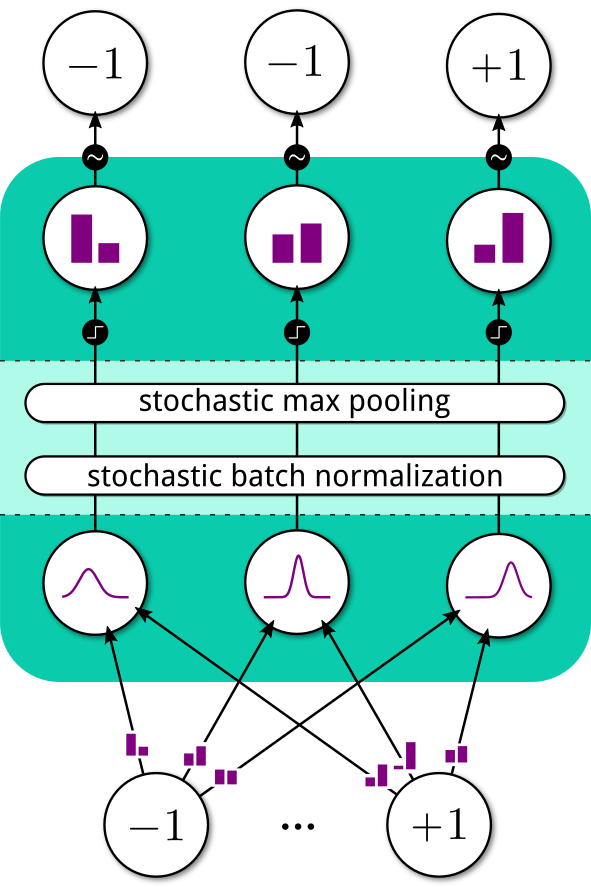 −1 −1 +1
~ ~ ~
stochastic max pooling
stochastic batch normalization
−1 ... +1